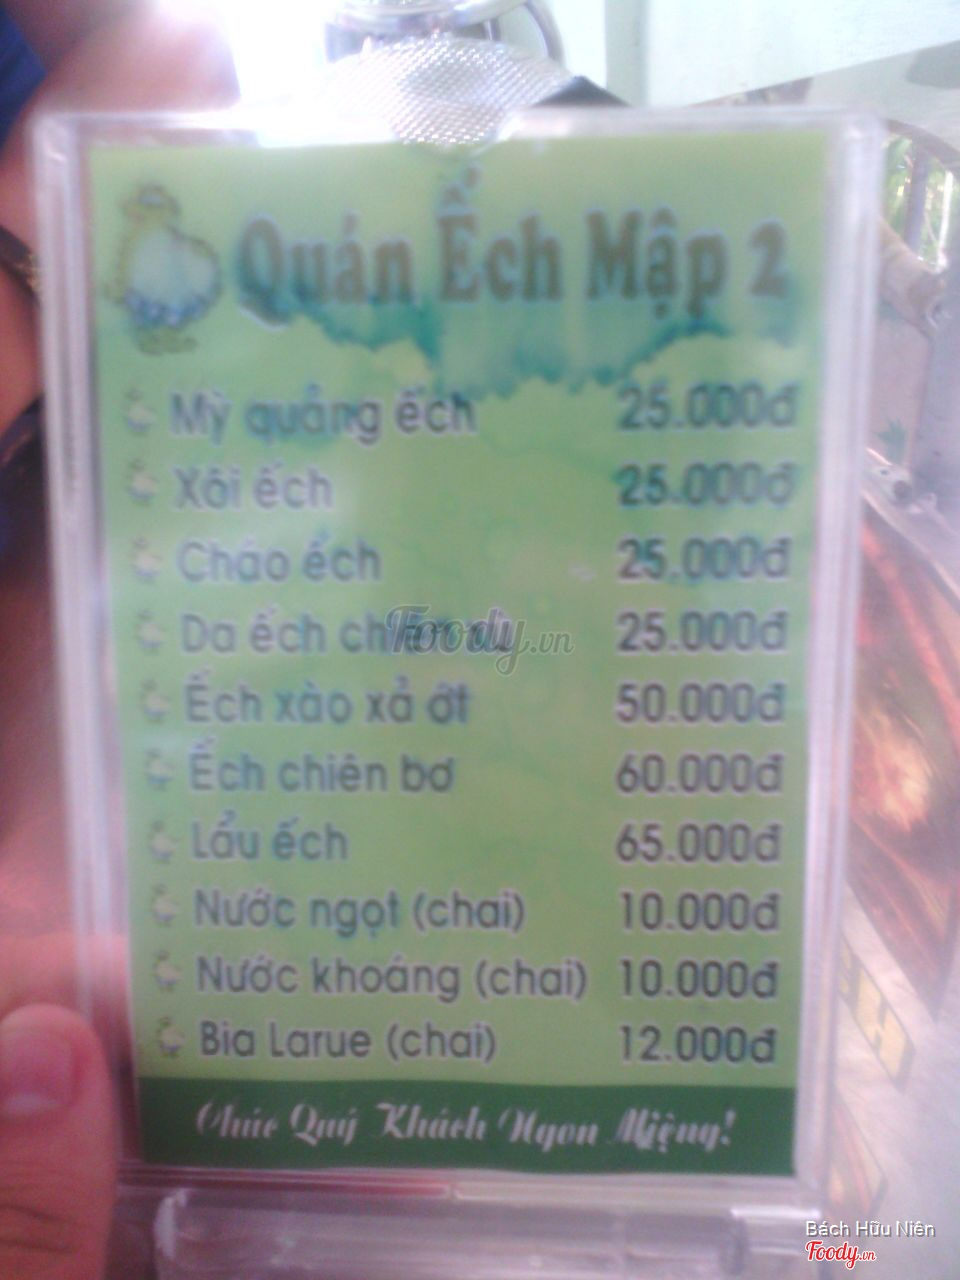 Quán Ếch Mập 2
Mỳ quảng ếch 25.000đ
Xôi ếch 25.000đ
Cháo ếch 25.000đ
Da ếch chiên 25.000đ
Foody.vn
Ếch xào xả ớt 50.000đ
Ếch chiên bơ 60.000đ
Lẩu ếch 65.000đ
Nước ngọt (chai) 10.000đ
Nước khoáng (chai) 10.000đ
Bia Larue (chai) 12.000đ
Chúc Quý Khách Ngon Miệng!
Bách Hữu Niên
Foody.vn